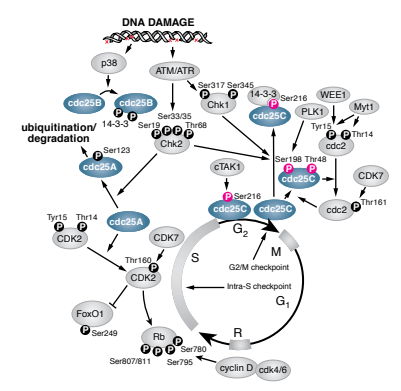 DNA DAMAGE
p38
ATM/ATR
Ser317 Ser345
14-3-3
P Ser216
cdc25C
WEE1
Myt1
cdc25B
cdc25B
P P
14-3-3
Chk1
PLK1
Tyr15 P P Thr14
cdc2
ubiquitination/
degradation
Ser33/35
Ser19 P P P P Thr68
Chk2
P Ser123
cdc25A
Ser198 Thr48
P P
cdc25C
cTAK1
P Ser216
cdc25C
cdc25C
CDK7
cdc2 P Thr161
Tyr15 Thr14
P P
CDK2
cdc25A
CDK7
Thr160 P
CDK2
G2
M
S
G1
R
G2/M checkpoint
Intra-S checkpoint
FoxO1
P Ser249
Rb
P P P P Ser780
Ser795
Ser807/811
cyclin D cdk4/6